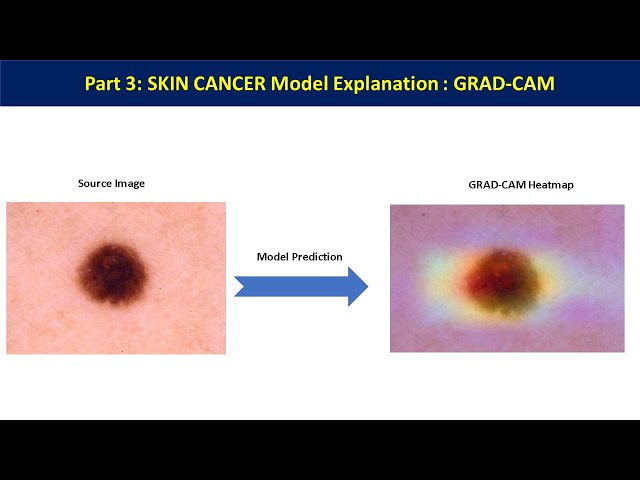 Part 3: SKIN CANCER Model Explanation : GRAD-CAM
Source Image
GRAD-CAM Heatmap
Model Prediction